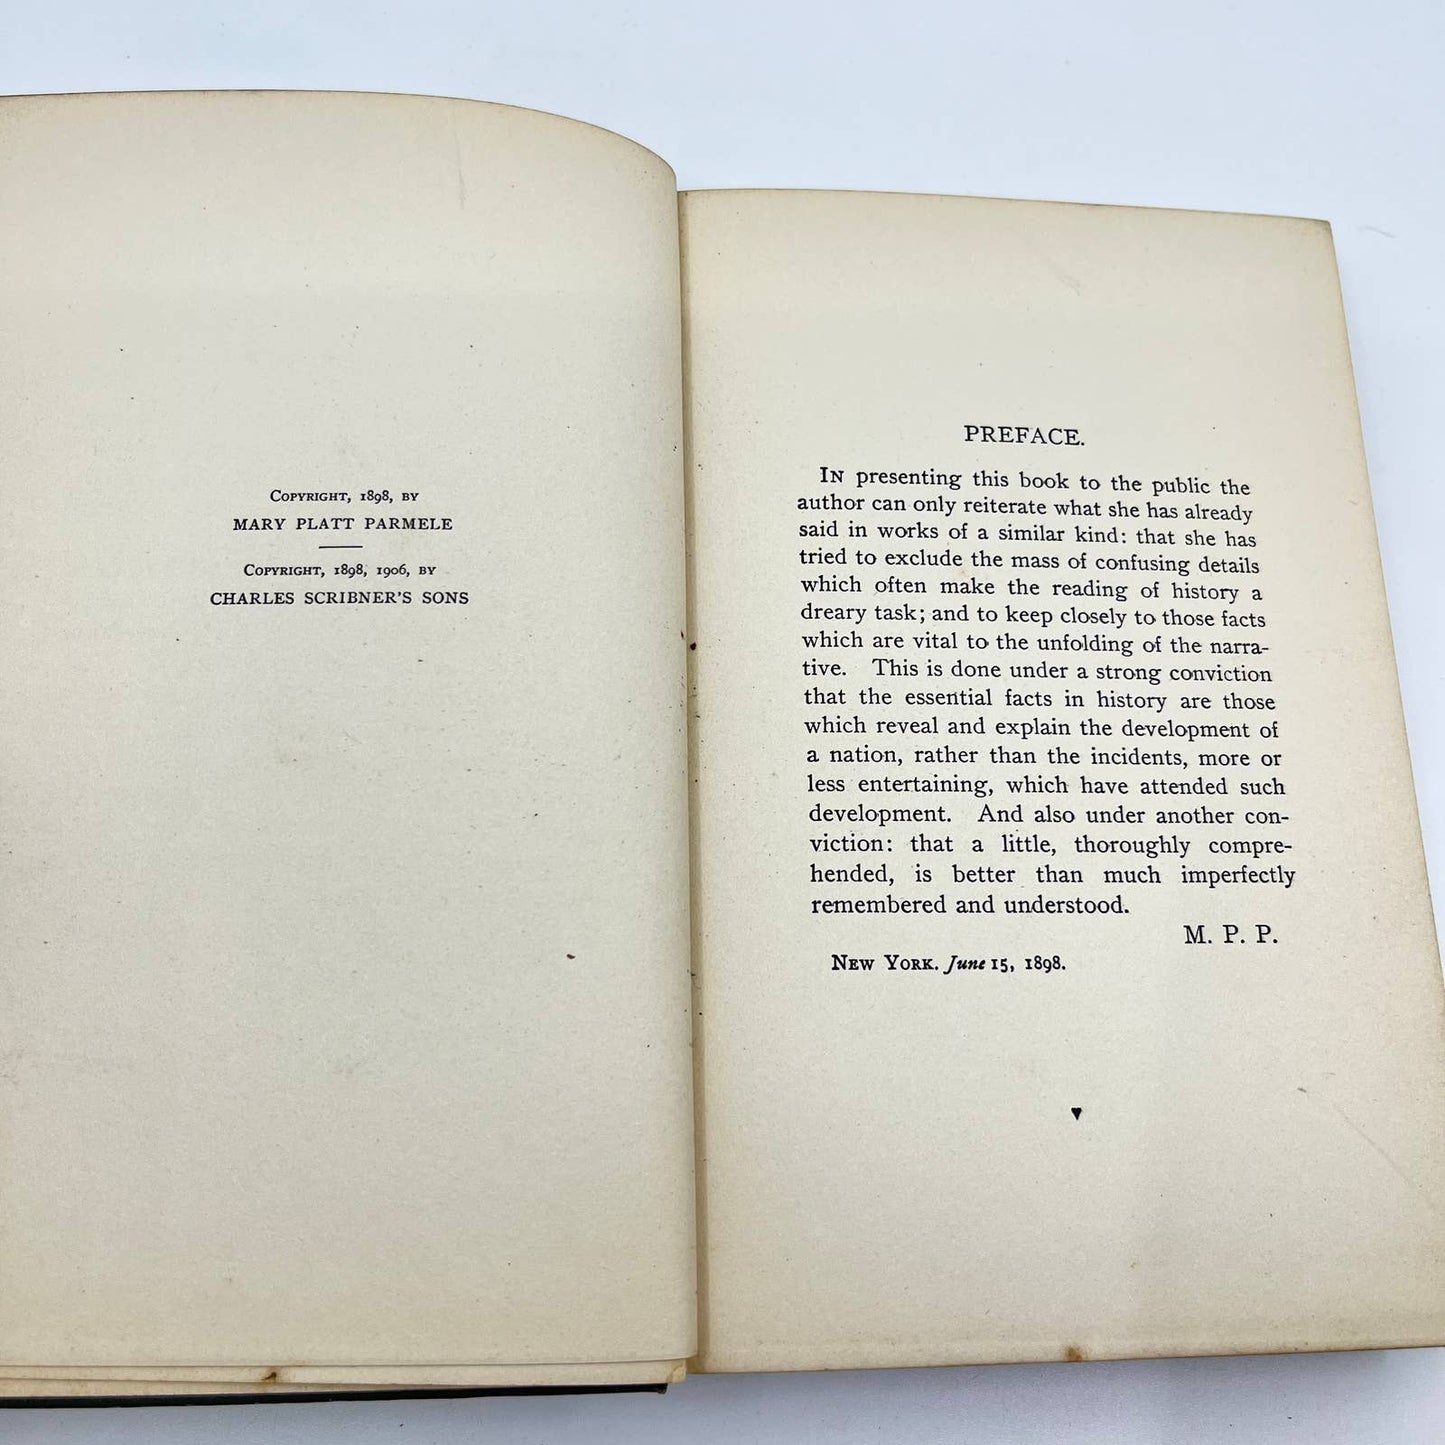 COPYRIGHT, 1898, BY
MARY PLATT PARMELE
COPYRIGHT, 1898, 1906, BY
CHARLES SCRIBNER'S SONS
PREFACE.
IN presenting this book to the public the
author can only reiterate what she has already
said in works of a similar kind: that she has
tried to exclude the mass of confusing details
which often make the reading of history a
dreary task; and to keep closely to those facts
which are vital to the unfolding of the narra-
tive. This is done under a strong conviction
that the essential facts in history are those
which reveal and explain the development of
a nation, rather than the incidents, more or
less entertaining, which have attended such
development. And also under another con-
viction: that a little, thoroughly compre-
hended, is better than much imperfectly
remembered and understood.
M. P. P.
NEW YORK. June 15, 1898.
v